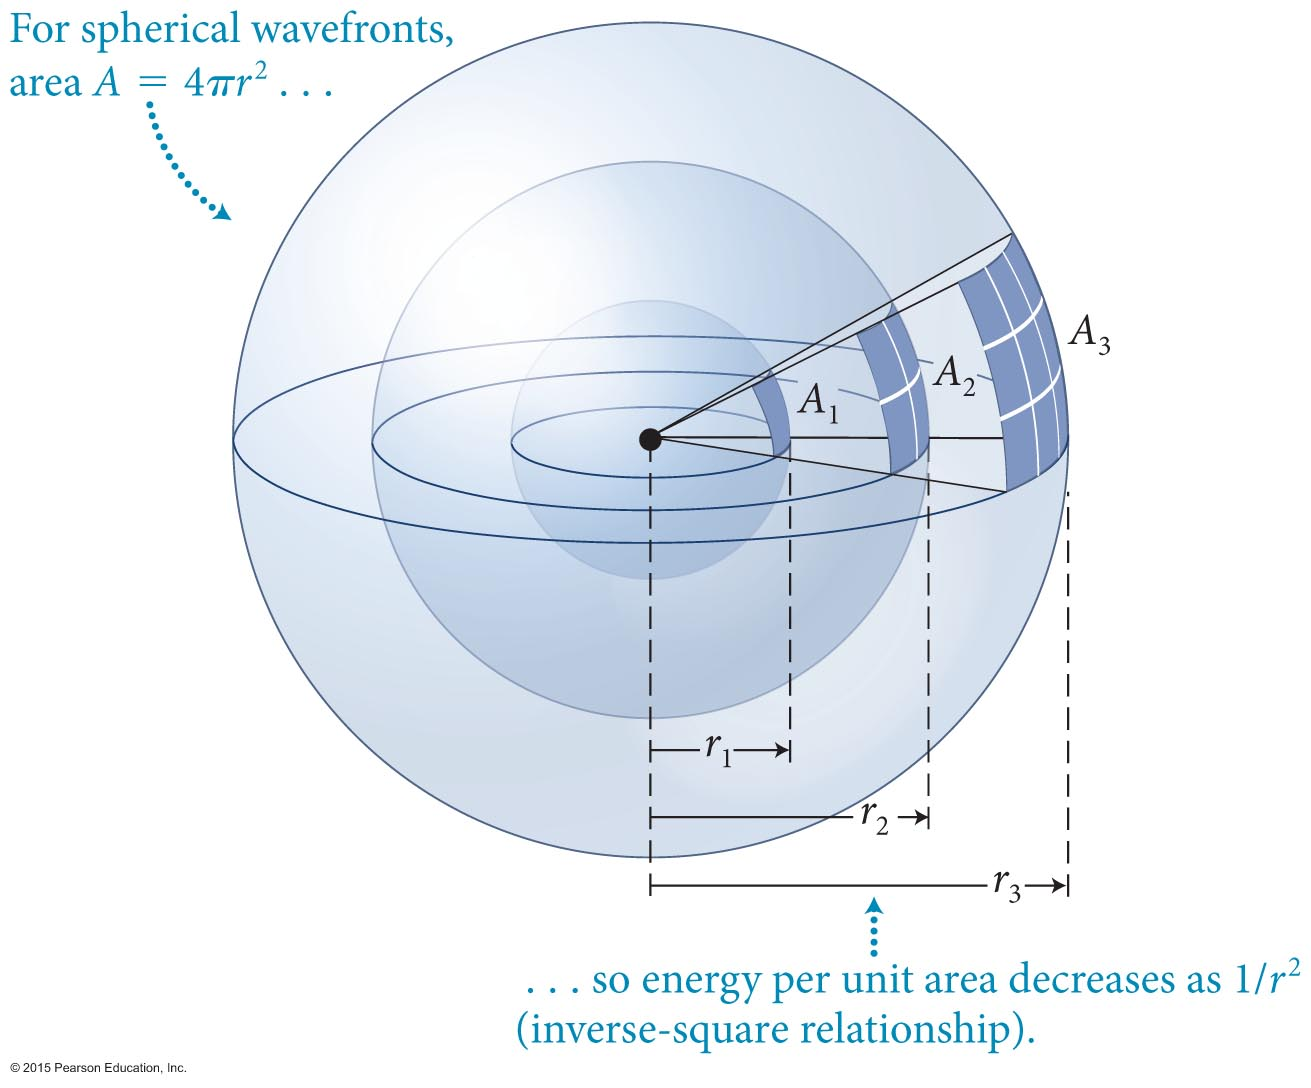 For spherical wavefronts,
area A = 4πr² . . .
A₃
A₂
A₁
r₁
r₂
r₃
. . . so energy per unit area decreases as 1/r²
(inverse-square relationship).
© 2015 Pearson Education, Inc.